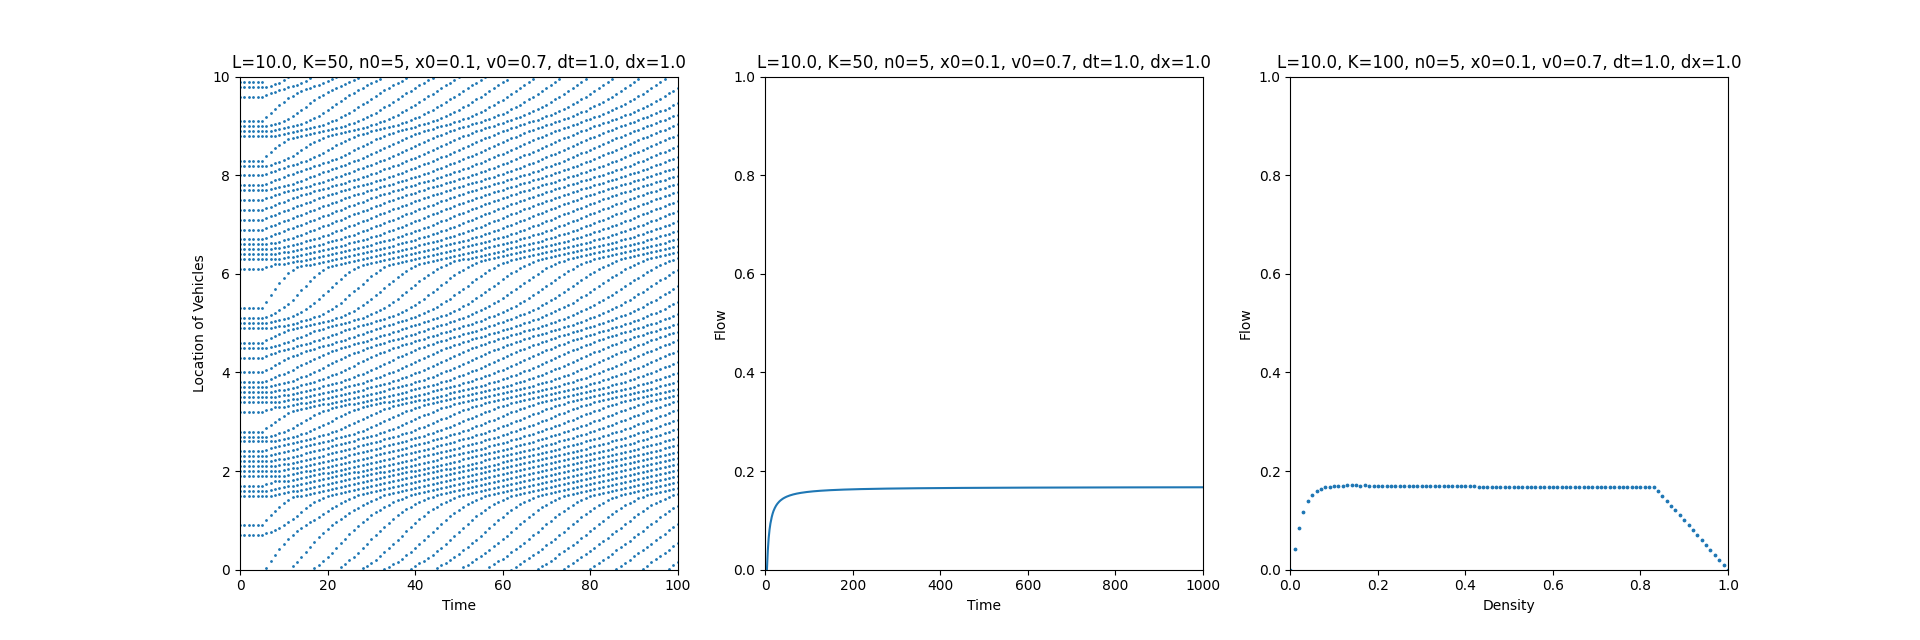 L=10.0, K=50, n0=5, x0=0.1, v0=0.7, dt=1.0, dx=1.0
10
8
6
4
2
0
Location of Vehicles
0 20 40 60 80 100
Time
L=10.0, K=50, n0=5, x0=0.1, v0=0.7, dt=1.0, dx=1.0
1.0
0.8
0.6
0.4
0.2
0.0
Flow
0 200 400 600 800 1000
Time
L=10.0, K=100, n0=5, x0=0.1, v0=0.7, dt=1.0, dx=1.0
1.0
0.8
0.6
0.4
0.2
0.0
Flow
0.0 0.2 0.4 0.6 0.8 1.0
Density